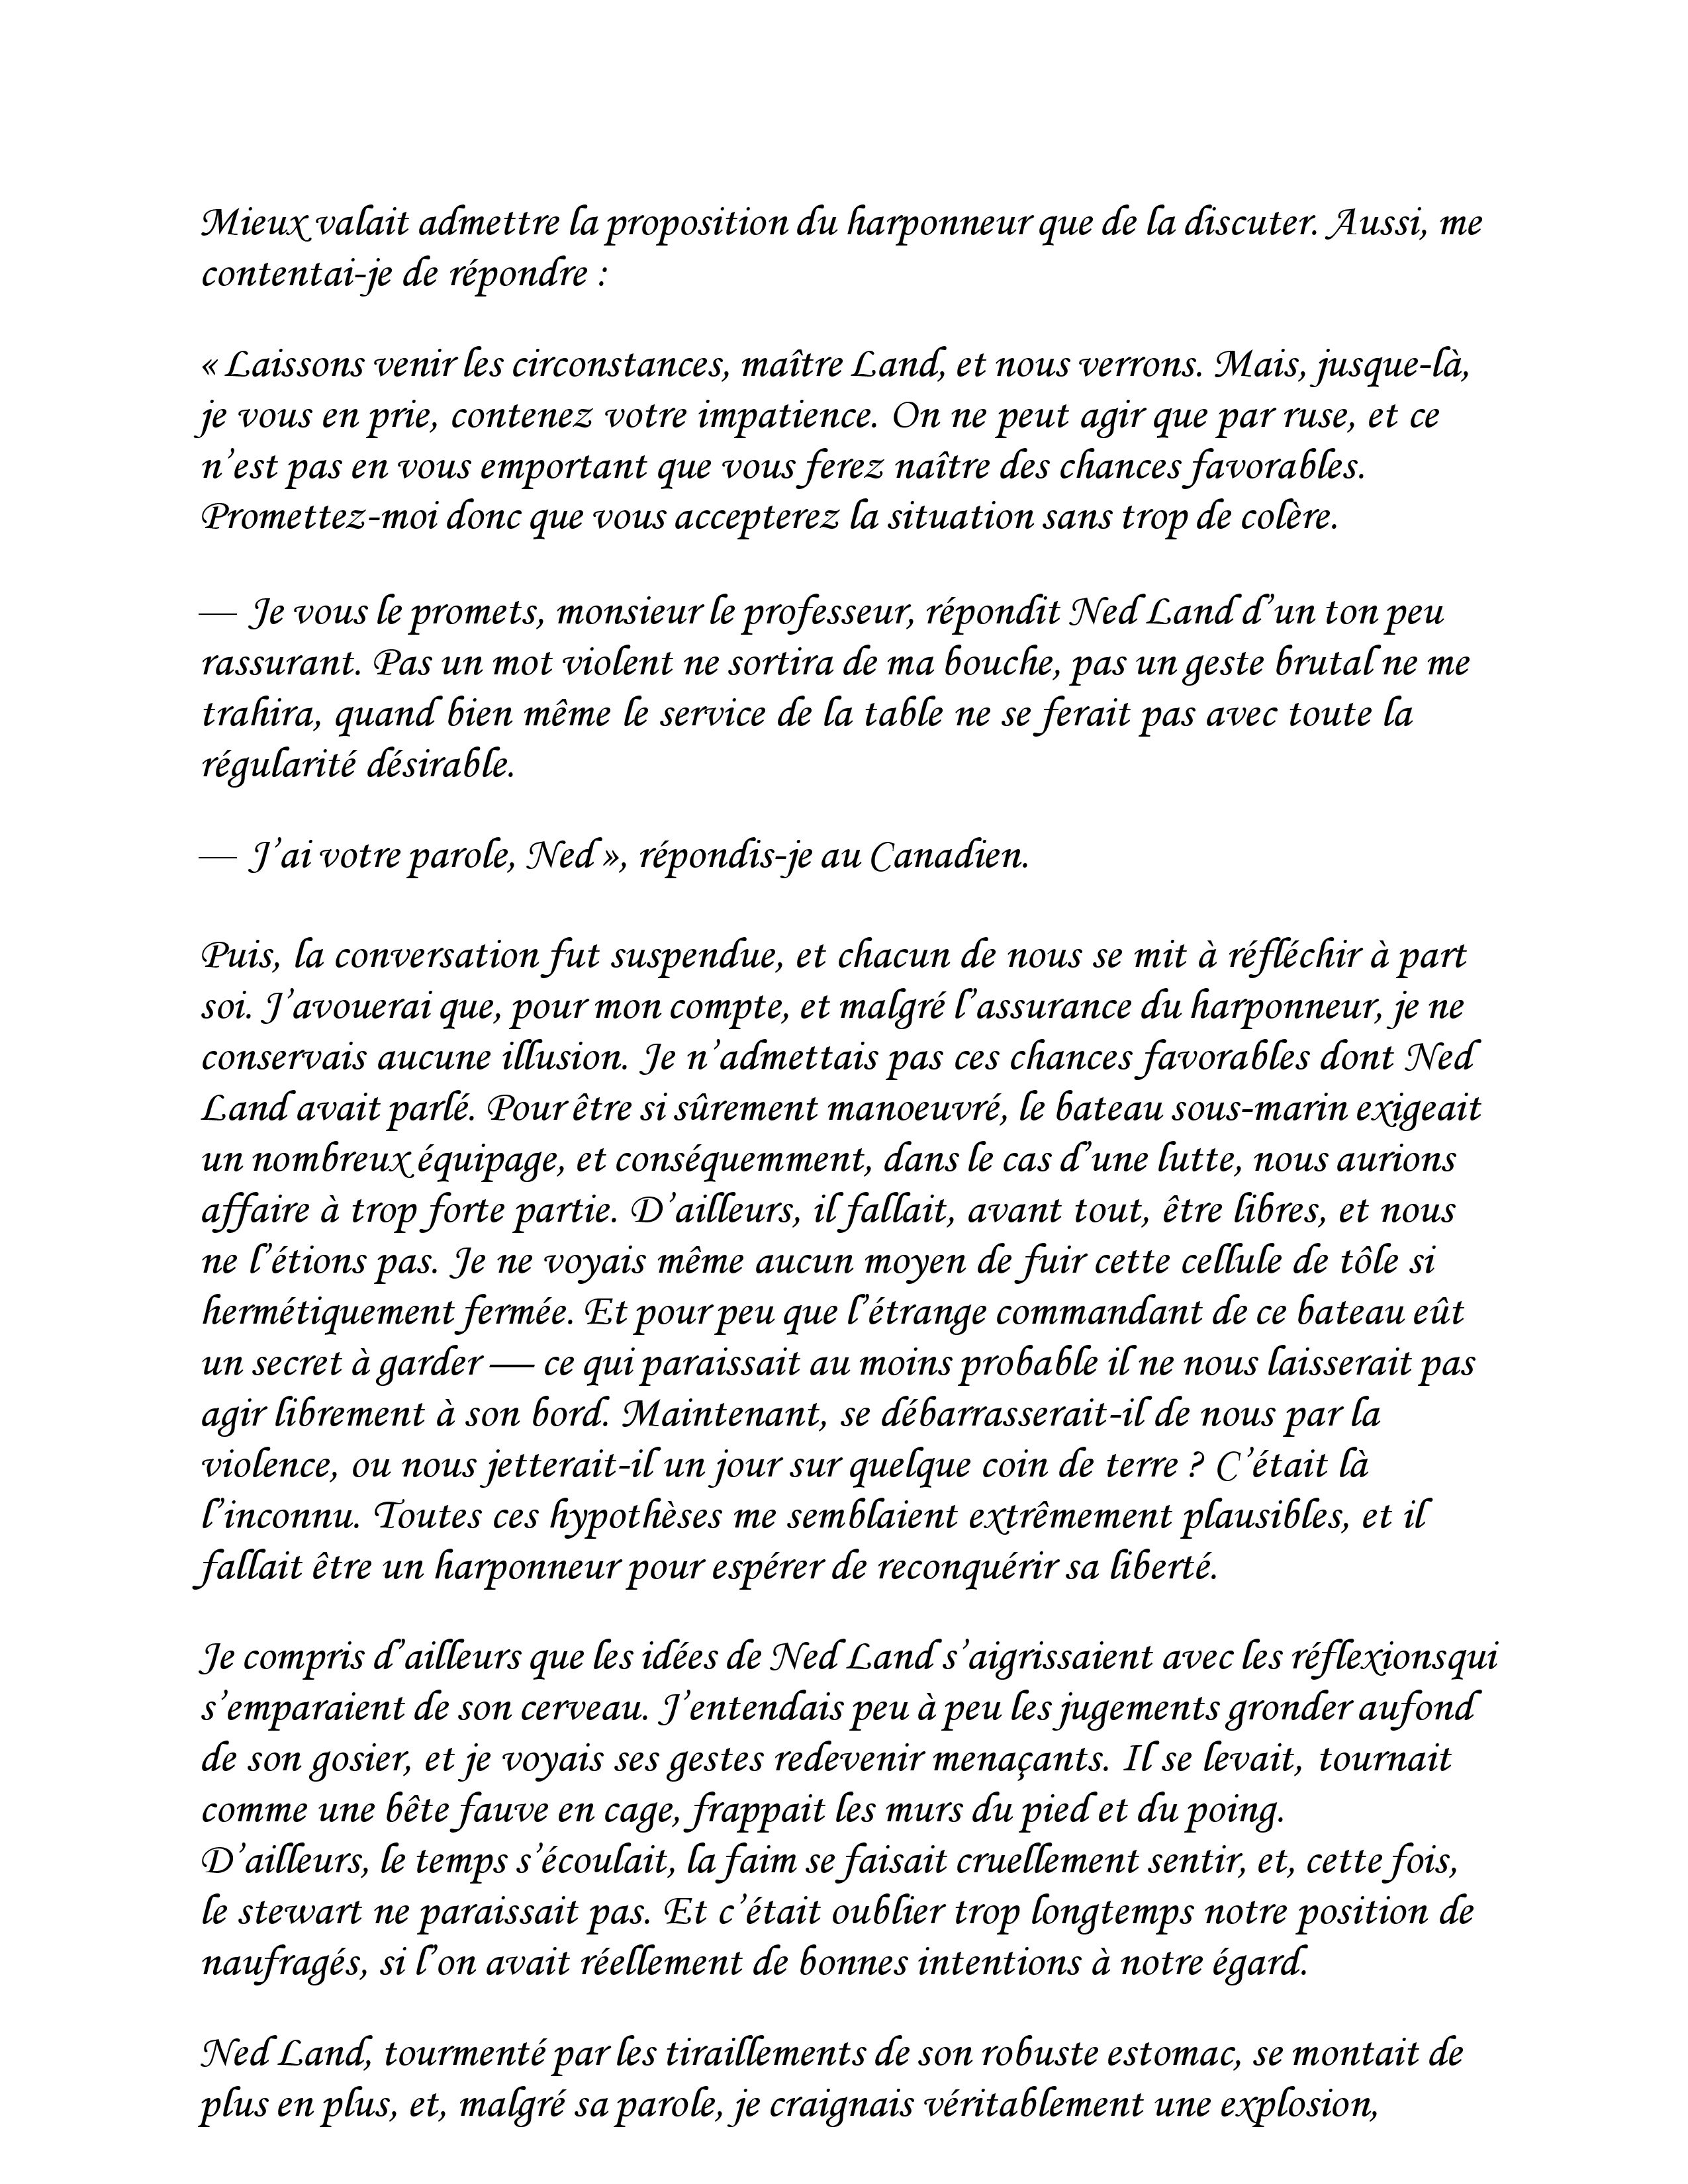 Mieux valait admettre la proposition du harponneur que de la discuter. Aussi, me
contentai-je de répondre :
« Laissons venir les circonstances, maître Land, et nous verrons. Mais, jusque-là,
je vous en prie, contenez votre impatience. On ne peut agir que par ruse, et ce
n’est pas en vous emportant que vous ferez naître des chances favorables.
Promettez-moi donc que vous accepterez la situation sans trop de colère.
— Je vous le promets, monsieur le professeur, répondit Ned Land d’un ton peu
rassurant. Pas un mot violent ne sortira de ma bouche, pas un geste brutal ne me
trahira, quand bien même le service de la table ne se ferait pas avec toute la
régularité désirable.
— J’ai votre parole, Ned », répondis-je au Canadien.
Puis, la conversation fut suspendue, et chacun de nous se mit à réfléchir à part
soi. J’avouerai que, pour mon compte, et malgré l’assurance du harponneur, je ne
conservais aucune illusion. Je n’admettais pas ces chances favorables dont Ned
Land avait parlé. Pour être si sûrement manoeuvré, le bateau sous-marin exigeait
un nombreux équipage, et conséquemment, dans le cas d’une lutte, nous aurions
affaire à trop forte partie. D’ailleurs, il fallait, avant tout, être libres, et nous
ne l’étions pas. Je ne voyais même aucun moyen de fuir cette cellule de tôle si
hermétiquement fermée. Et pour peu que l’étrange commandant de ce bateau eût
un secret à garder — ce qui paraissait au moins probable il ne nous laisserait pas
agir librement à son bord. Maintenant, se débarrasserait-il de nous par la
violence, ou nous jetterait-il un jour sur quelque coin de terre ? C’était là
l’inconnu. Toutes ces hypothèses me semblaient extrêmement plausibles, et il
fallait être un harponneur pour espérer de reconquérir sa liberté.
Je compris d’ailleurs que les idées de Ned Land s’aigrissaient avec les réflexionsqui
s’emparaient de son cerveau. J’entendais peu à peu les jugements gronder aufond
de son gosier, et je voyais ses gestes redevenir menaçants. Il se levait, tournait
comme une bête fauve en cage, frappait les murs du pied et du poing.
D’ailleurs, le temps s’écoulait, la faim se faisait cruellement sentir, et, cette fois,
le stewart ne paraissait pas. Et c’était oublier trop longtemps notre position de
naufragés, si l’on avait réellement de bonnes intentions à notre égard.
Ned Land, tourmenté par les tiraillements de son robuste estomac, se montait de
plus en plus, et, malgré sa parole, je craignais véritablement une explosion,